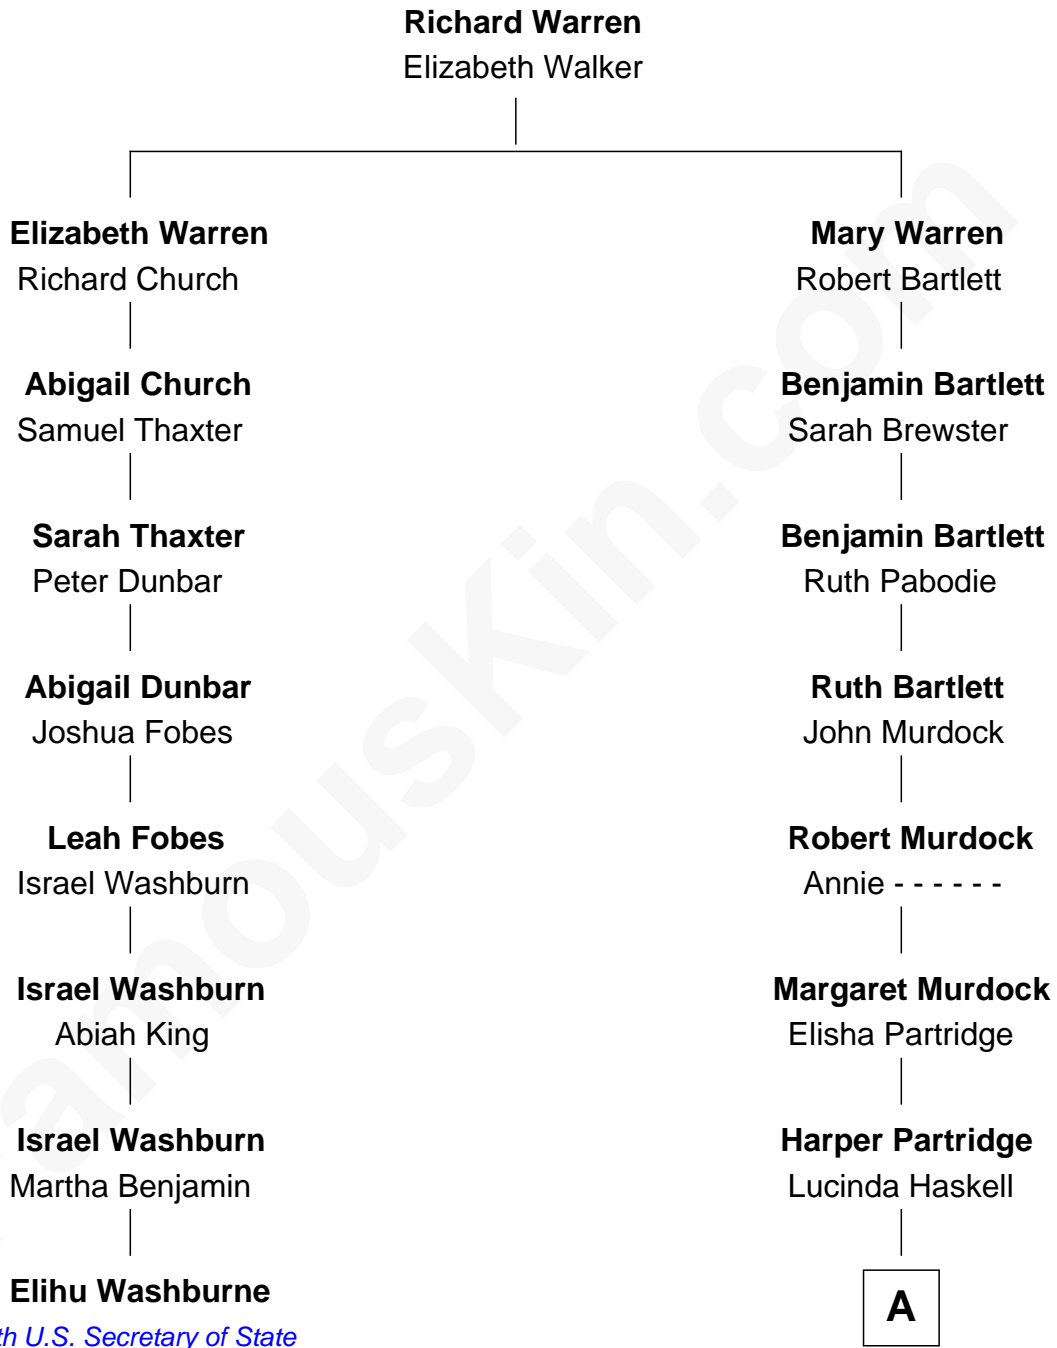 Richard Warren
Elizabeth Walker
Elizabeth Warren
Richard Church
Mary Warren
Robert Bartlett
Abigail Church
Samuel Thaxter
Benjamin Bartlett
Sarah Brewster
Sarah Thaxter
Peter Dunbar
Benjamin Bartlett
Ruth Pabodie
Abigail Dunbar
Joshua Fobes
Ruth Bartlett
John Murdock
Leah Fobes
Israel Washburn
Robert Murdock
Annie - - - - - -
Israel Washburn
Abiah King
Margaret Murdock
Elisha Partridge
Israel Washburn
Martha Benjamin
Harper Partridge
Lucinda Haskell
Elihu Washburne
th U.S. Secretary of State
A
amouskin.com